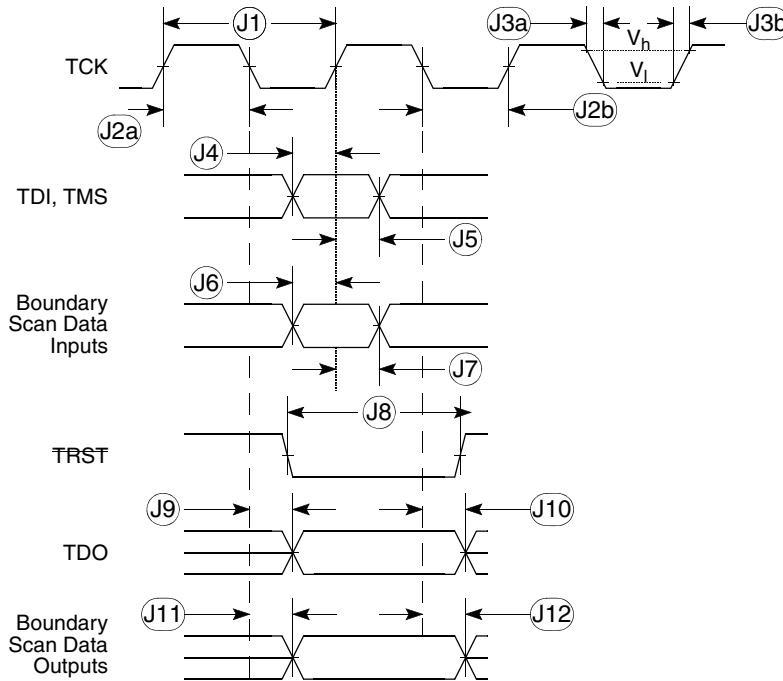 J1
J3a
J3b
TCK
Vh
Vl
J2a
J2b
J4
TDI, TMS
J5
J6
Boundary
Scan Data
Inputs
J7
J8
TRST
J9
J10
TDO
J11
J12
Boundary
Scan Data
Outputs